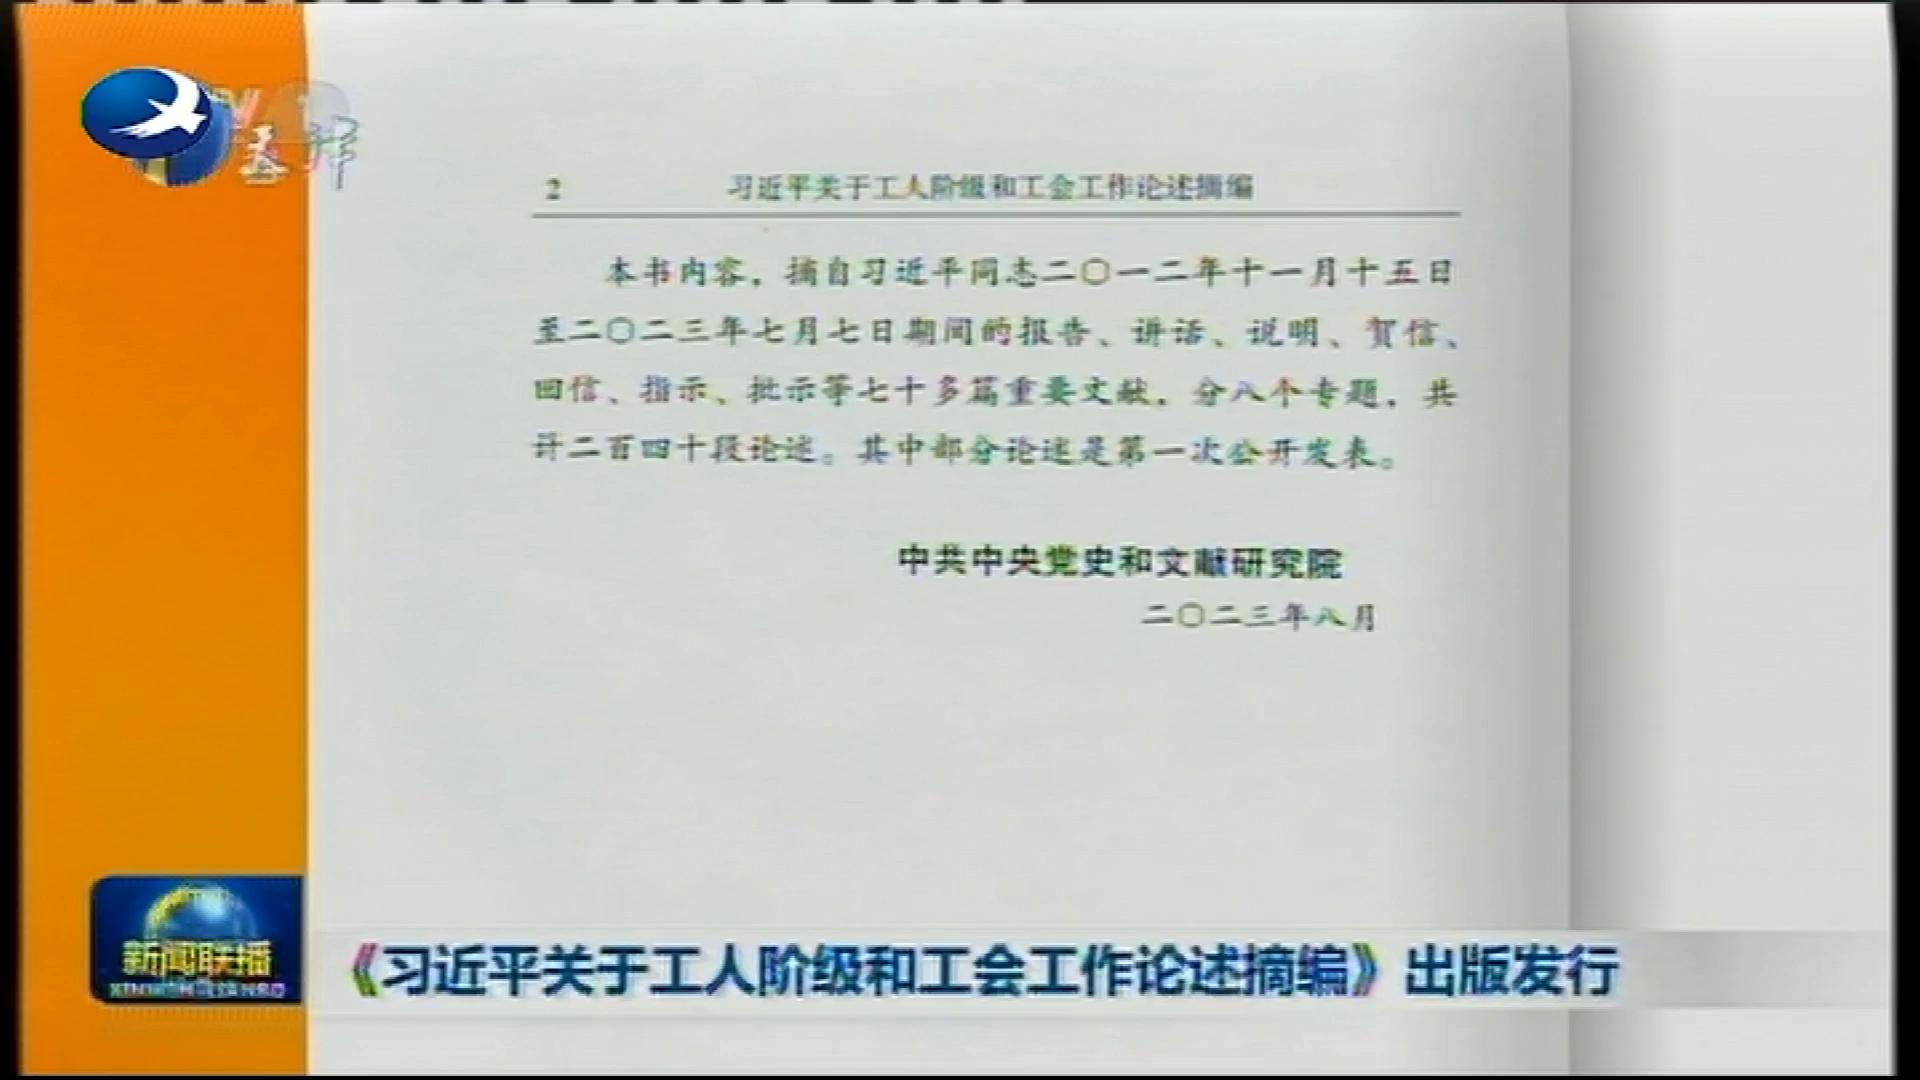 2 习近平关于工人阶级和工会工作论述摘编
本书内容，摘自习近平同志二〇一二年十一月十五日
至二〇二三年七月七日期间的报告、讲话、说明、贺信、
回信、指示、批示等七十多篇重要文献，分八个专题，共
计二百四十段论述。其中部分论述是第一次公开发表。
中共中央党史和文献研究院
二〇二三年八月
新闻联播
XINWEN LIANBO
《习近平关于工人阶级和工会工作论述摘编》出版发行